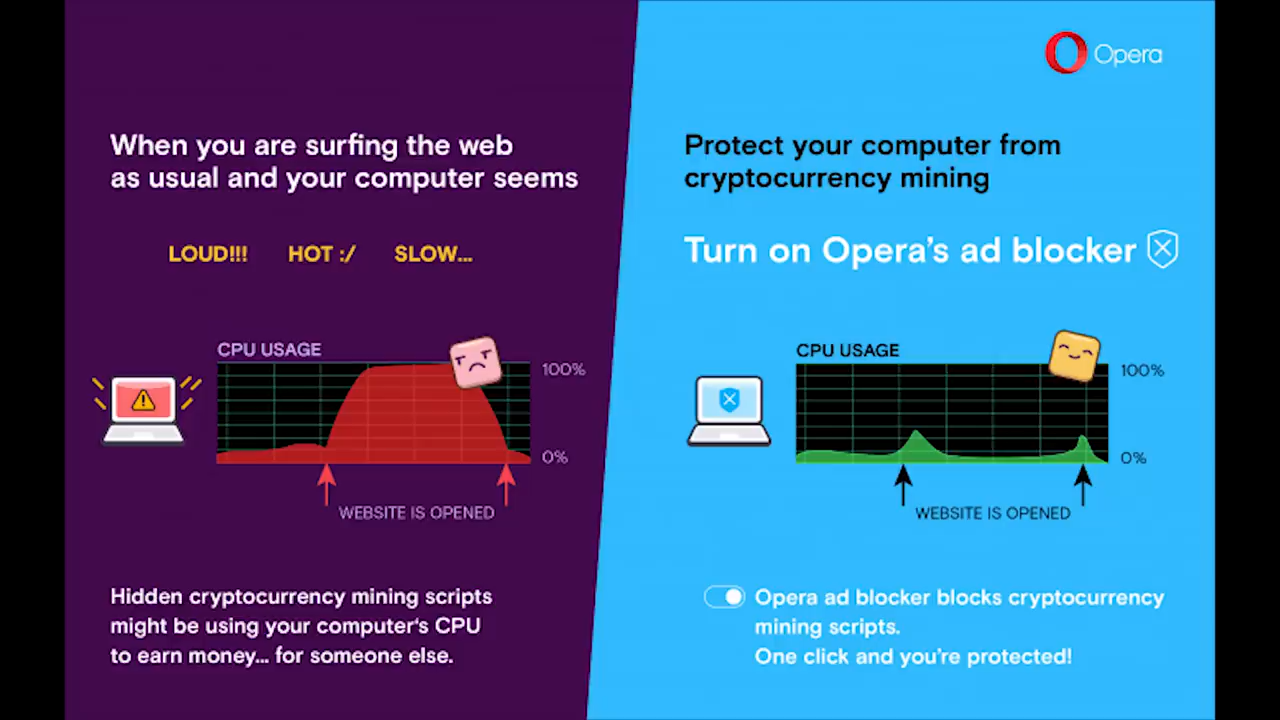 When you are surfing the web
as usual and your computer seems
LOUD!!! HOT :/ SLOW...
CPU USAGE
100%
0%
WEBSITE IS OPENED
Hidden cryptocurrency mining scripts
might be using your computer‘s CPU
to earn money... for someone else.
Opera
Protect your computer from
cryptocurrency mining
Turn on Opera’s ad blocker
CPU USAGE
100%
0%
WEBSITE IS OPENED
Opera ad blocker blocks cryptocurrency
mining scripts.
One click and you’re protected!